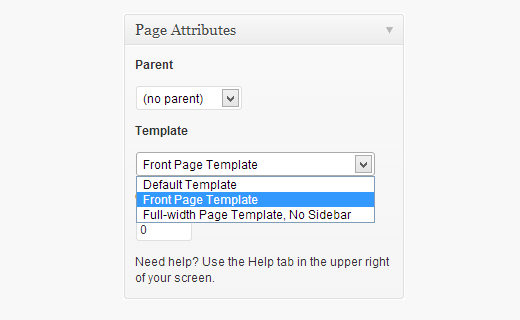 Page Attributes
Parent
(no parent)
Template
Front Page Template
Default Template
Front Page Template
Full-width Page Template, No Sidebar
0
Need help? Use the Help tab in the upper right
of your screen.